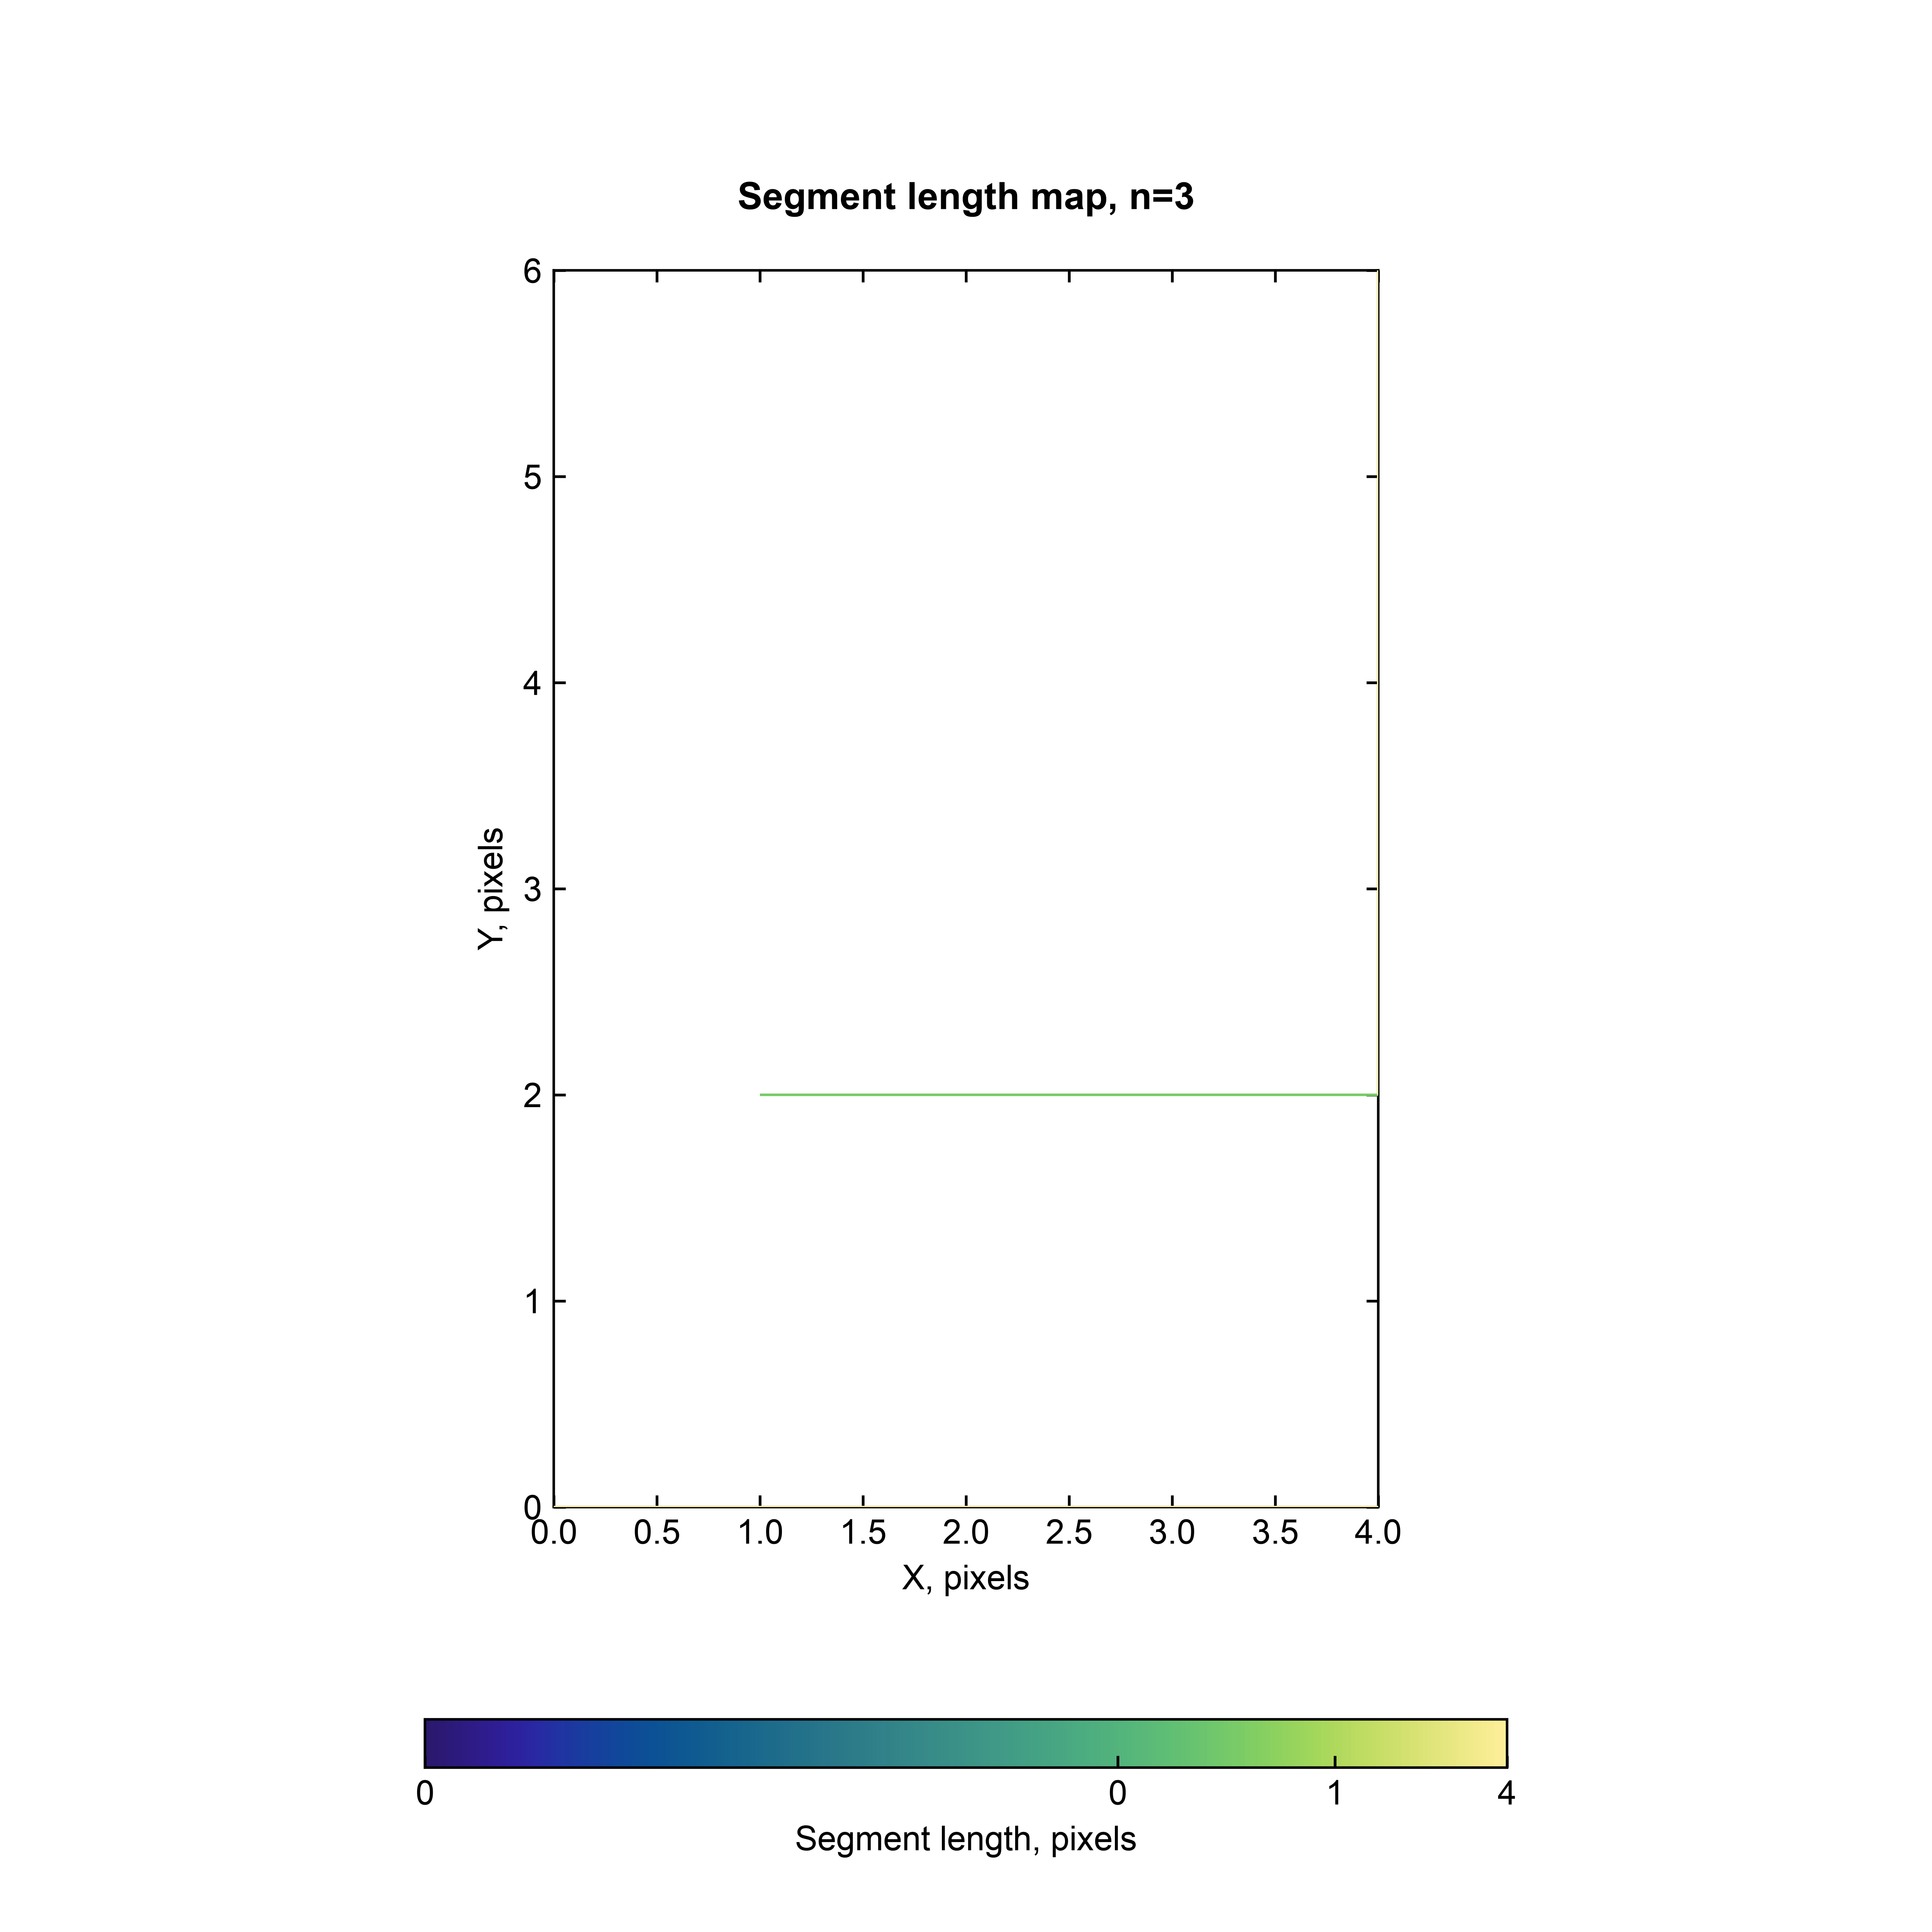 Segment length map, n=3
6
5
4
3
2
1
0
Y, pixels
0.0 0.5 1.0 1.5 2.0 2.5 3.0 3.5 4.0
X, pixels
0 0 1 4
Segment length, pixels